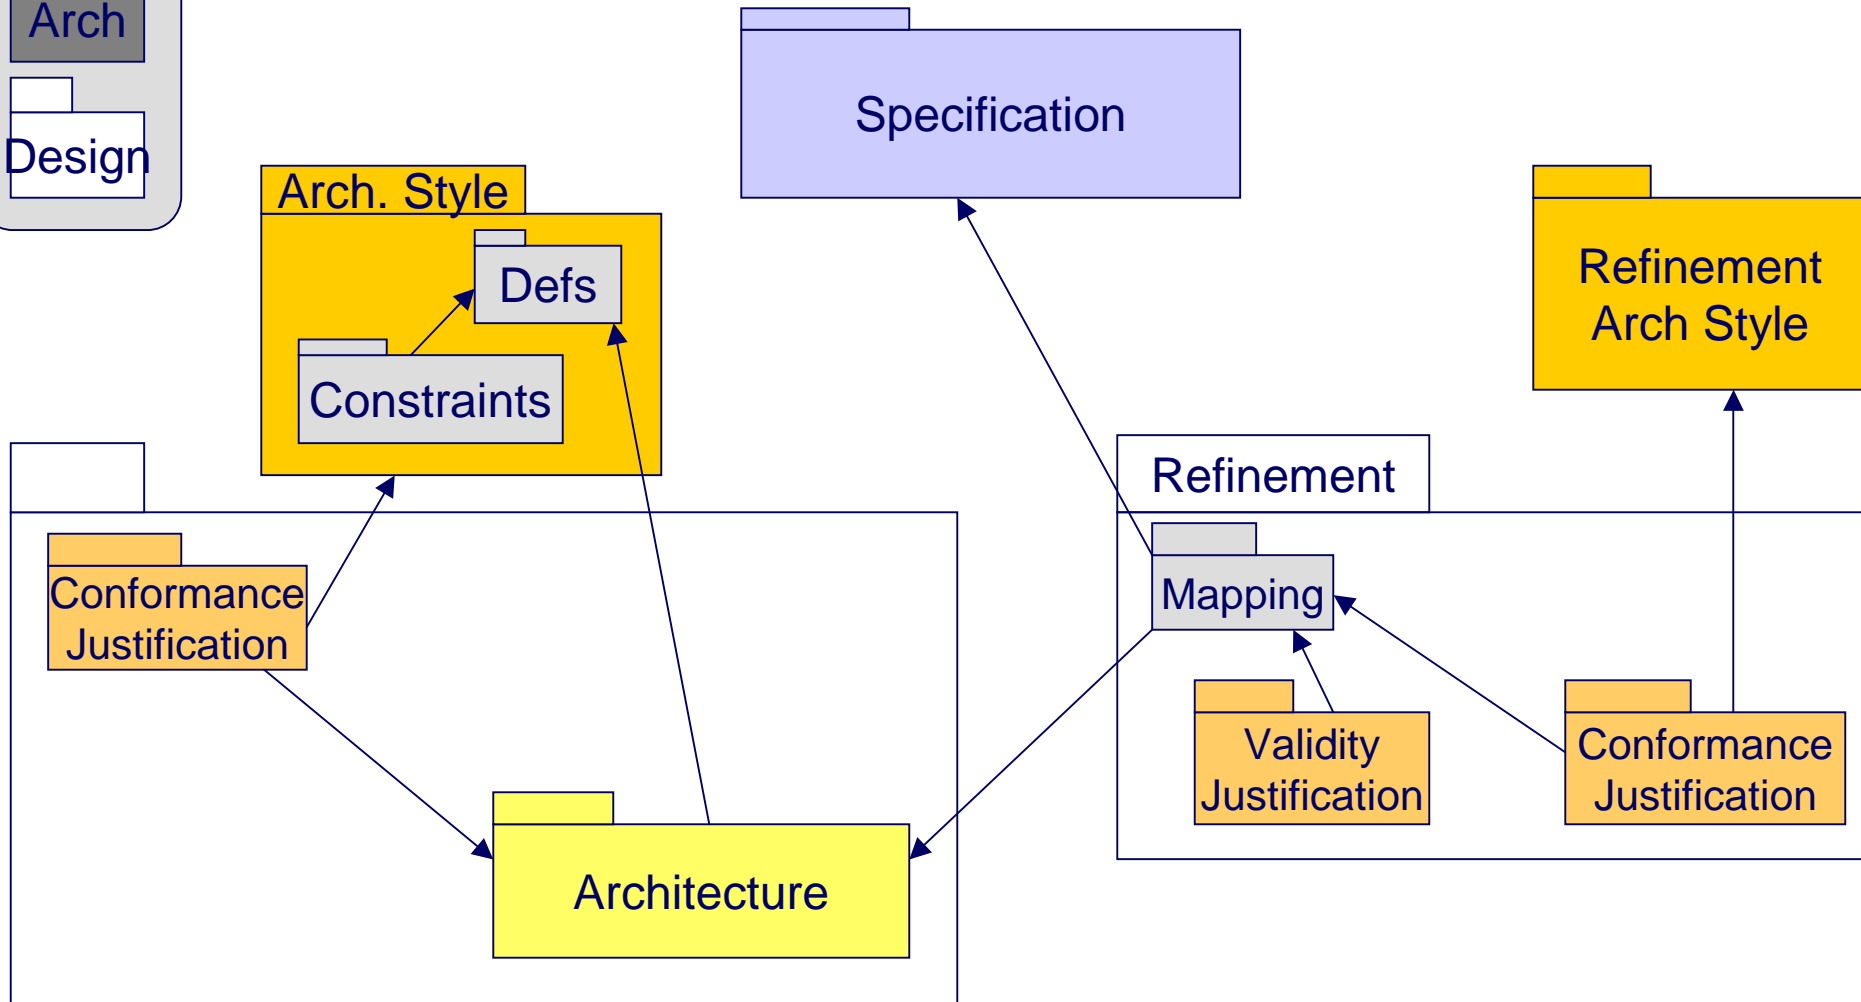 Arch
Design
Specification
Arch. Style
Defs
Constraints
Refinement
Arch Style
Refinement
Conformance
Justification
Mapping
Validity
Justification
Conformance
Justification
Architecture